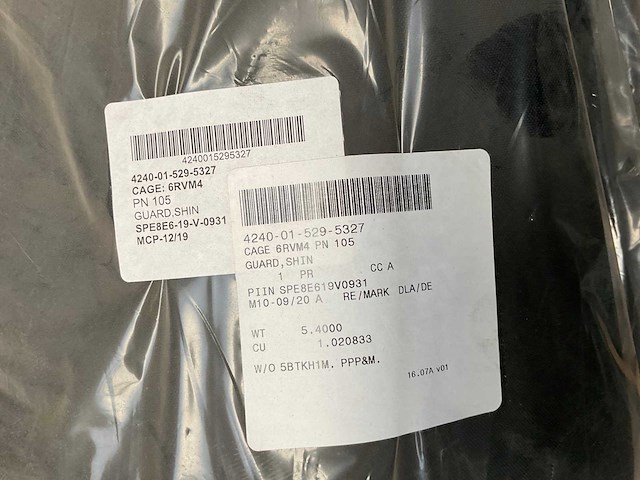 4240015295327
4240-01-529-5327
CAGE: 6RVM4
PN 105
GUARD,SHIN
SPE8E6-19-V-0931
MCP-12/19
4240-01-529-5327
CAGE 6RVM4 PN 105
GUARD,SHIN
1 PR CC A
PIIN SPE8E619V0931
M10-09/20 A RE/MARK DLA/DE
WT 5.4000
CU 1.020833
W/O 5BTKH1M. PPP&M.
16.07A v01